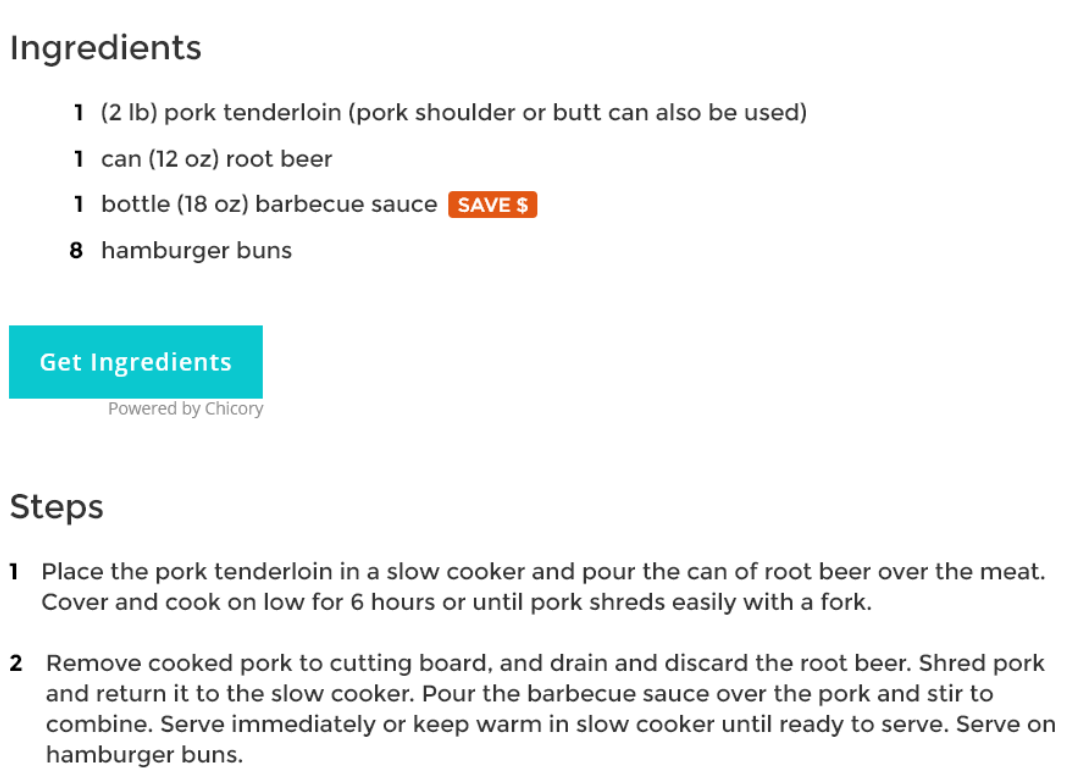 Ingredients
1 (2 lb) pork tenderloin (pork shoulder or butt can also be used)
1 can (12 oz) root beer
1 bottle (18 oz) barbecue sauce SAVE $
8 hamburger buns
Get Ingredients
Powered by Chicory
Steps
1 Place the pork tenderloin in a slow cooker and pour the can of root beer over the meat.
Cover and cook on low for 6 hours or until pork shreds easily with a fork.
2 Remove cooked pork to cutting board, and drain and discard the root beer. Shred pork
and return it to the slow cooker. Pour the barbecue sauce over the pork and stir to
combine. Serve immediately or keep warm in slow cooker until ready to serve. Serve on
hamburger buns.